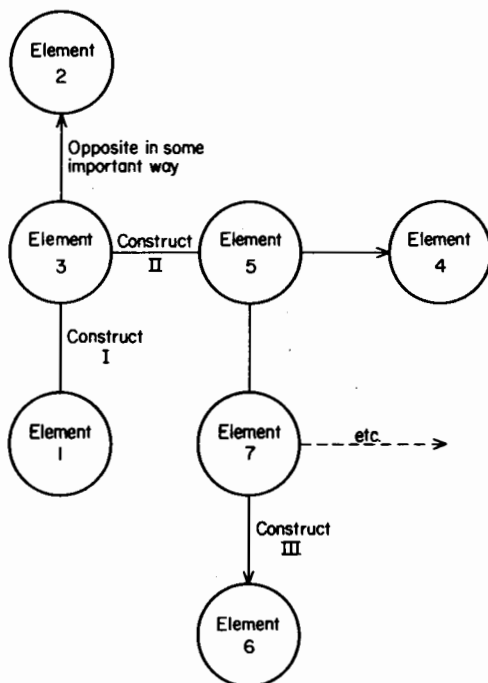 Element
2
Opposite in some
important way
Element
3
Construct
II
Element
5
Element
4
Construct
I
Element
1
Element
7
etc.
Construct
III
Element
6